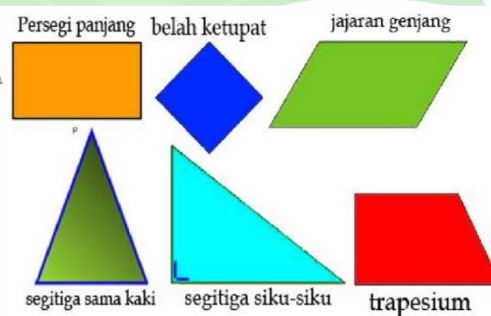 Persegi panjang
belah ketupat
jajaran genjang
P
segitiga sama kaki
segitiga siku-siku
trapesium